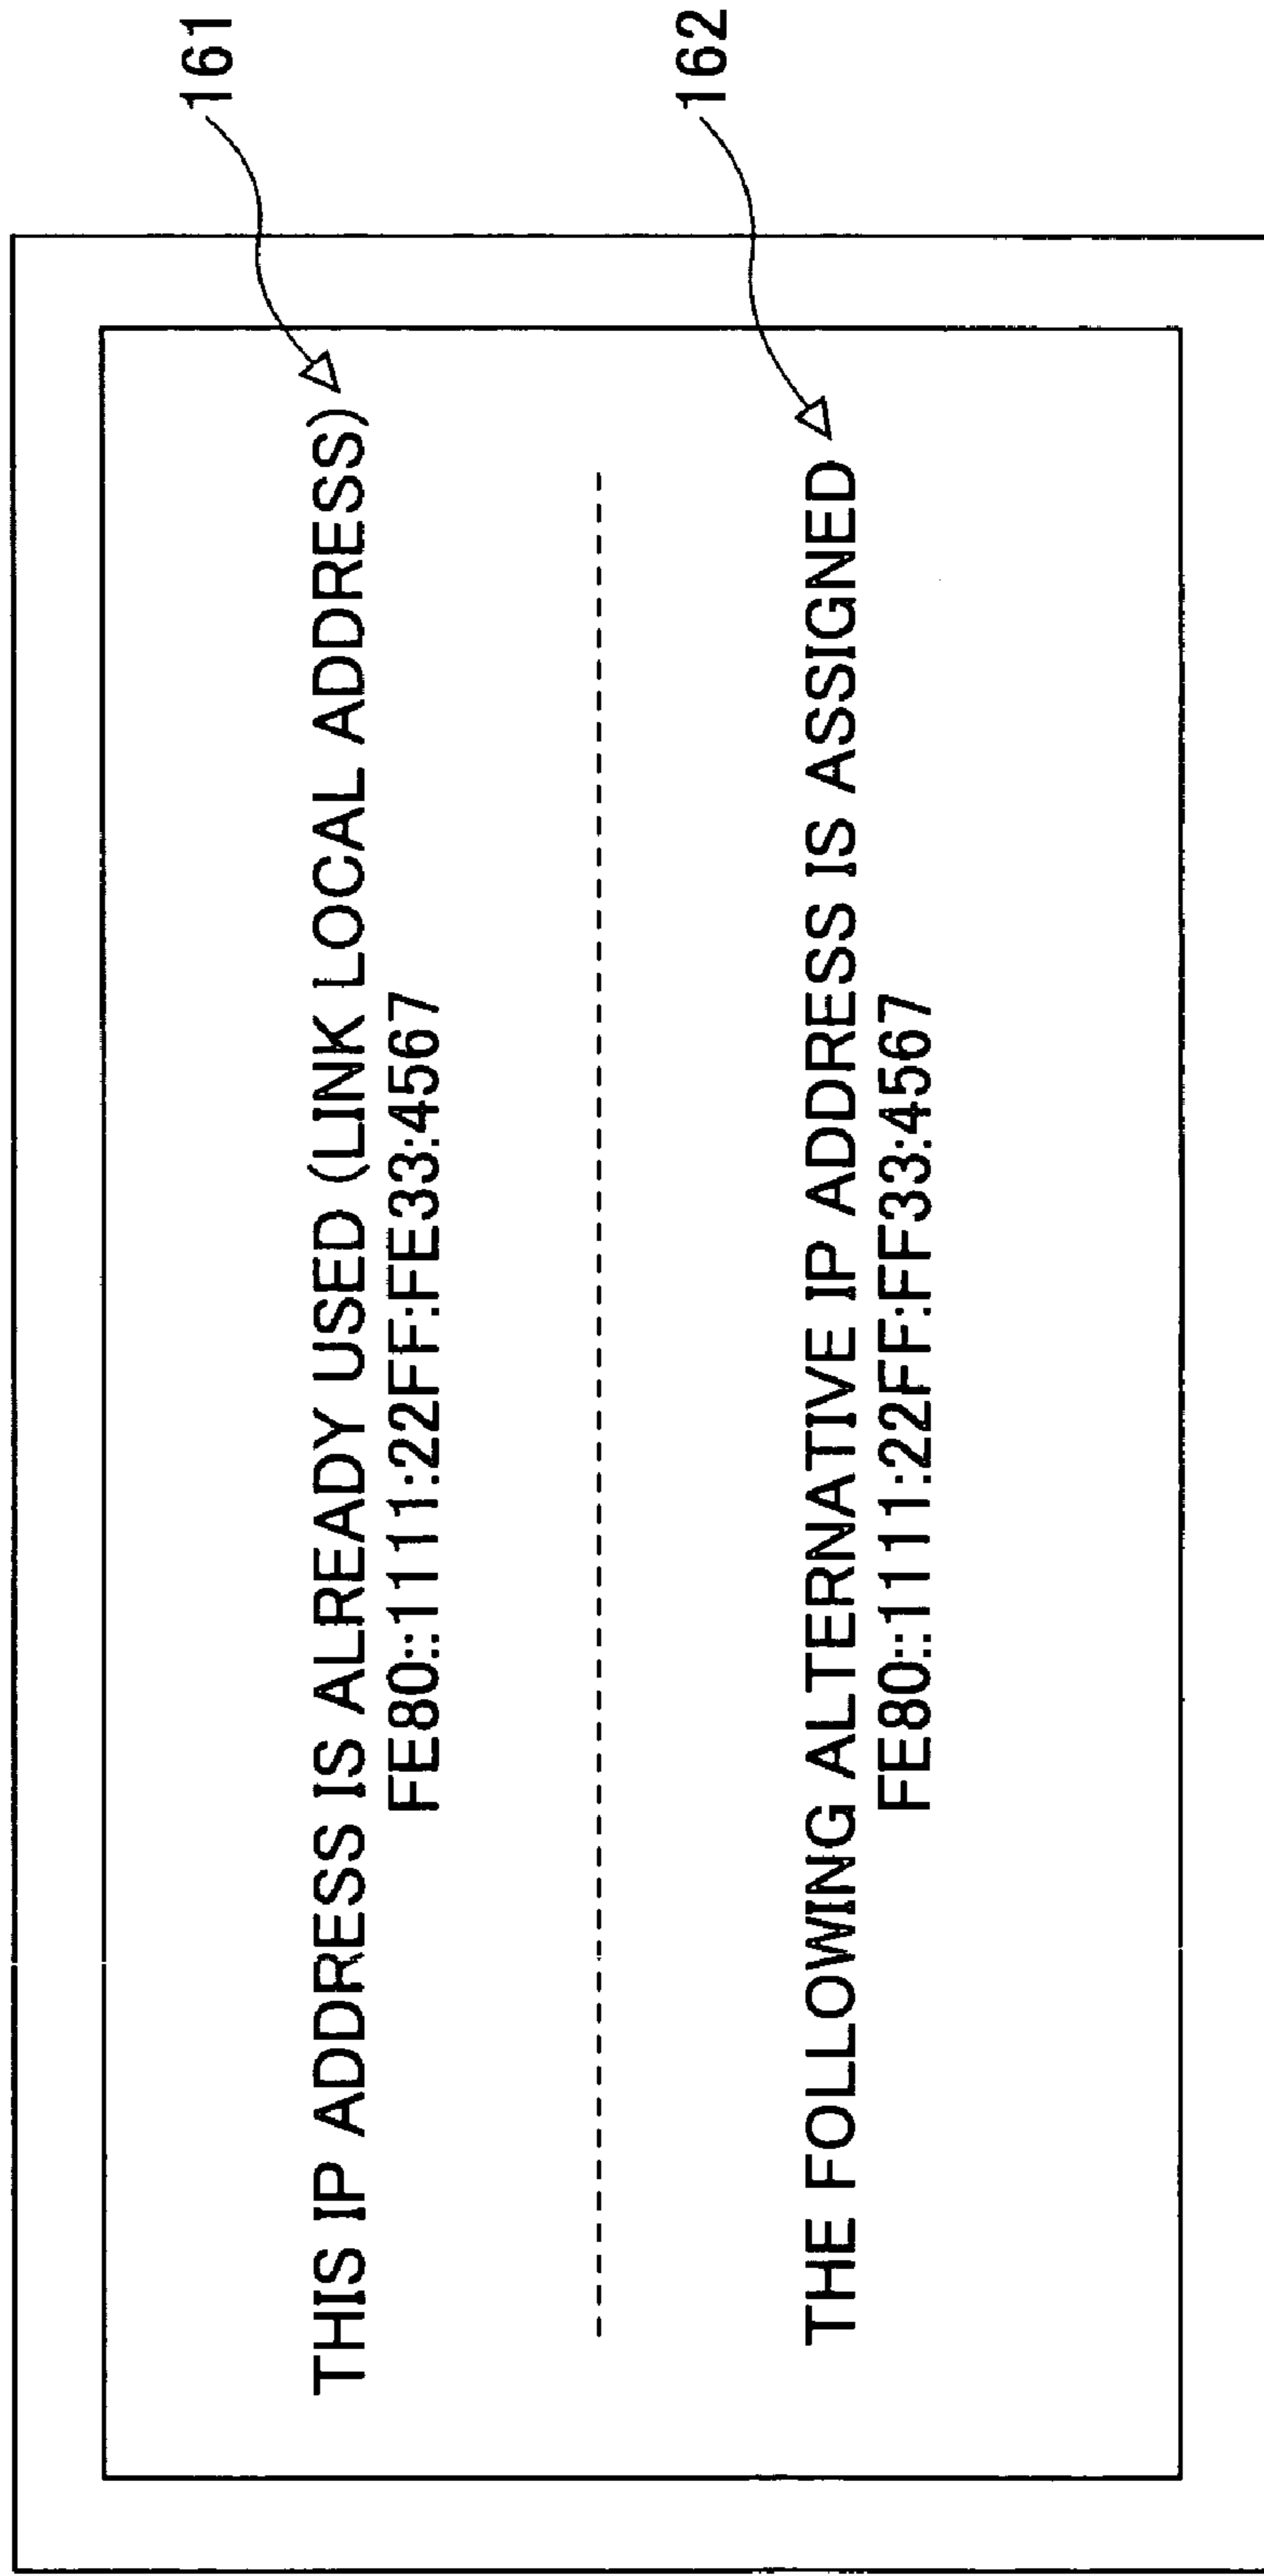 THIS IP ADDRESS IS ALREADY USED (LINK LOCAL ADDRESS)
FE80::1111:22FF:FE33:4567
161
THE FOLLOWING ALTERNATIVE IP ADDRESS IS ASSIGNED
FE80::1111:22FF:FF33:4567
162